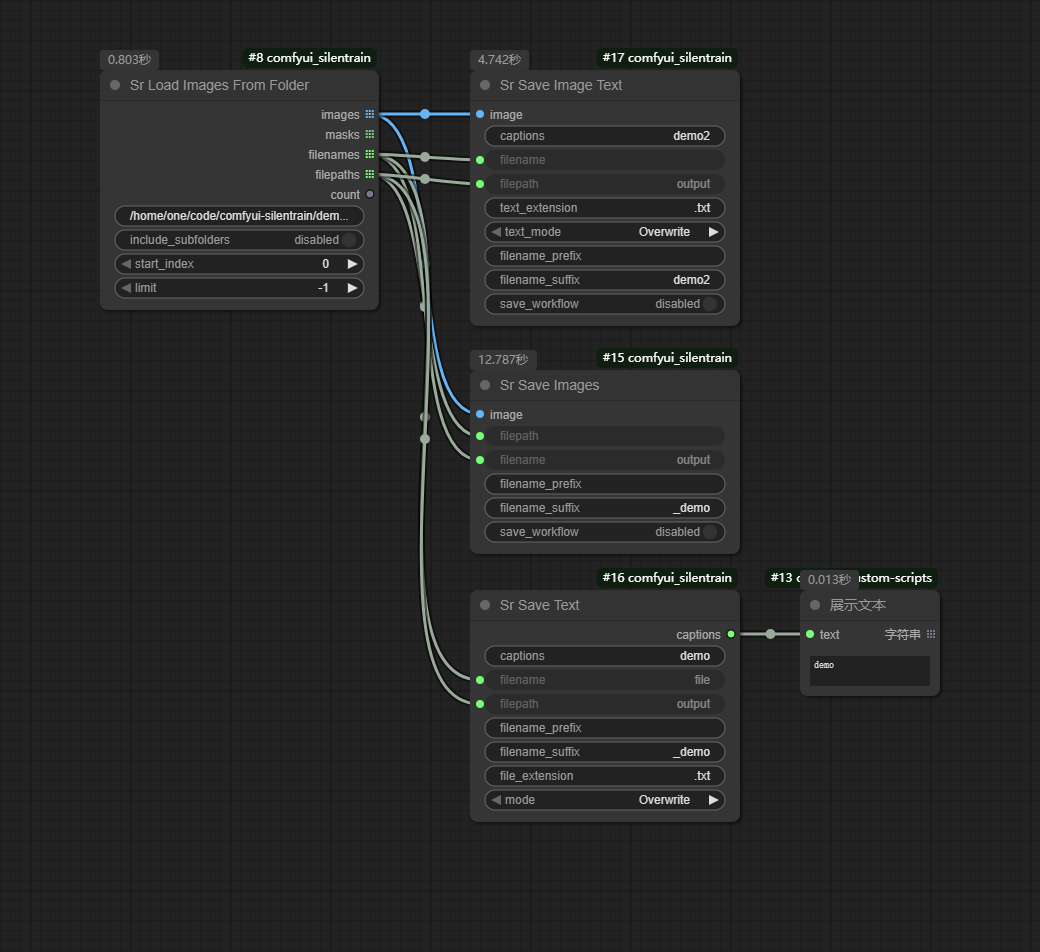 0.803秒
#8 comfyui_silentrain
Sr Load Images From Folder
images
masks
filenames
filepaths
count
/home/one/code/comfyui-silentrain/dem...
include_subfolders disabled
start_index 0
limit -1
4.742秒
#17 comfyui_silentrain
Sr Save Image Text
image
captions demo2
filename
filepath output
text_extension .txt
text_mode Overwrite
filename_prefix
filename_suffix demo2
save_workflow disabled
12.787秒
#15 comfyui_silentrain
Sr Save Images
image
filepath
filename output
filename_prefix
filename_suffix _demo
save_workflow disabled
#16 comfyui_silentrain
Sr Save Text
captions
captions demo
filename file
filepath output
filename_prefix
filename_suffix _demo
file_extension .txt
mode Overwrite
#13
0.013秒
stom-scripts
展示文本
text 字符串
demo